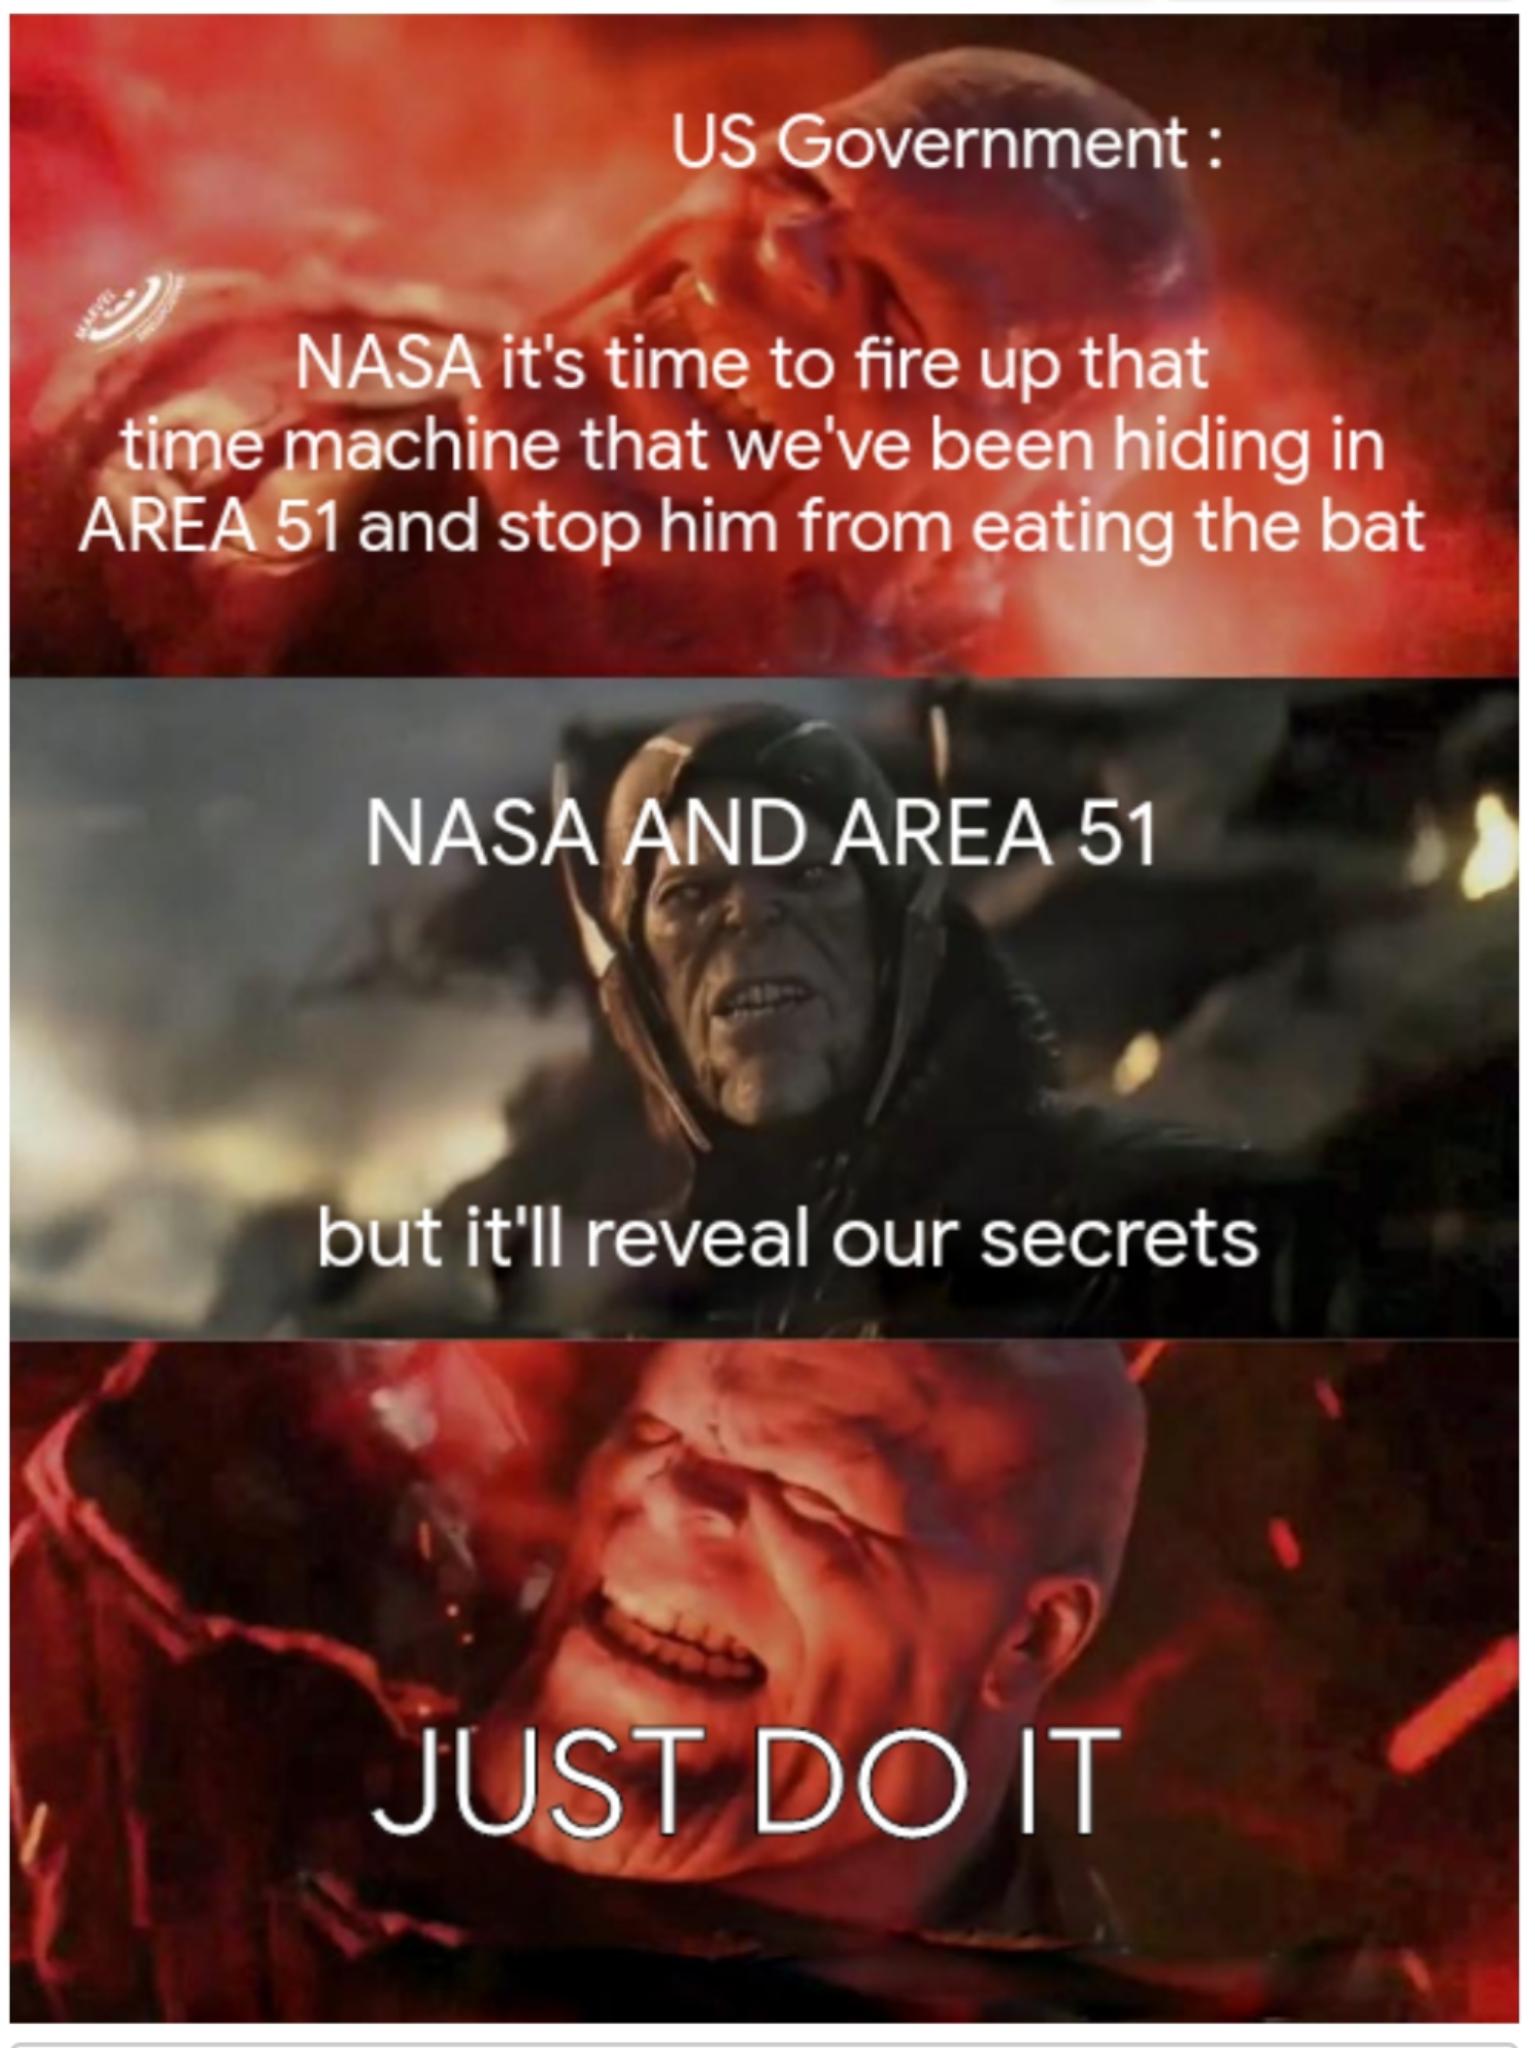 US Government :
NASA it's time to fire up that
time machine that we've been hiding in
AREA 51 and stop him from eating the bat
NASA AND AREA 51
but it'll reveal our secrets
JUST DO IT